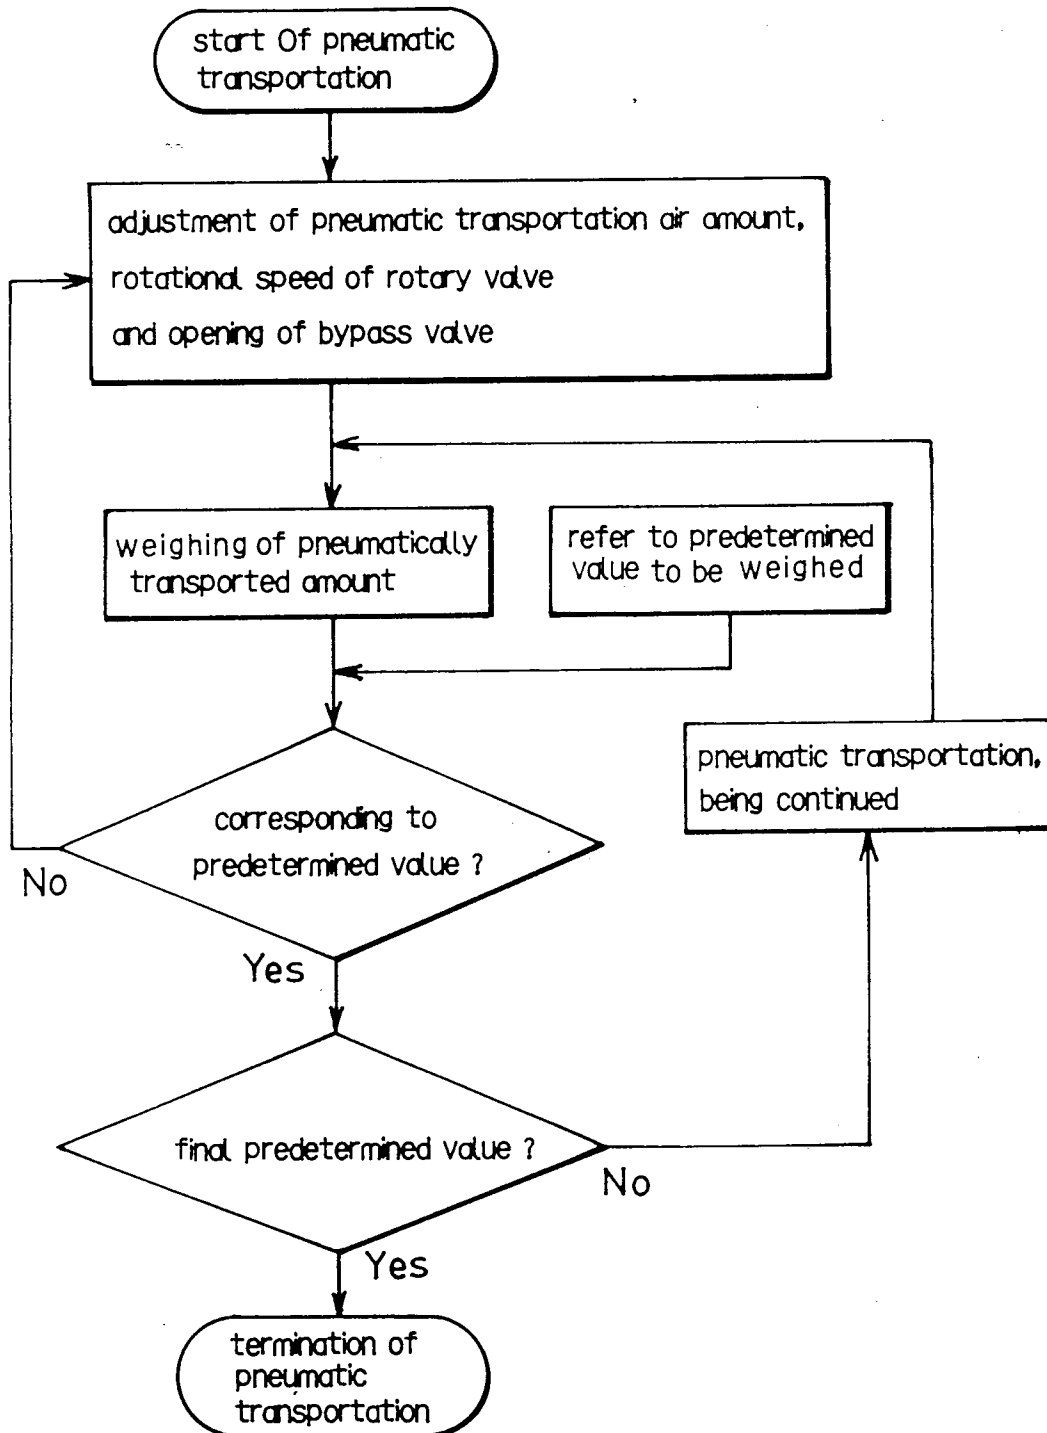 start Of pneumatic
transportation
adjustment of pneumatic transportation air amount,
rotational speed of rotary valve
and opening of bypass valve
weighing of pneumatically
transported amount
refer to predetermined
value to be weighed
pneumatic transportation,
being continued
corresponding to
predetermined value ?
No
Yes
final predetermined value ?
No
Yes
termination of
pneumatic
transportation